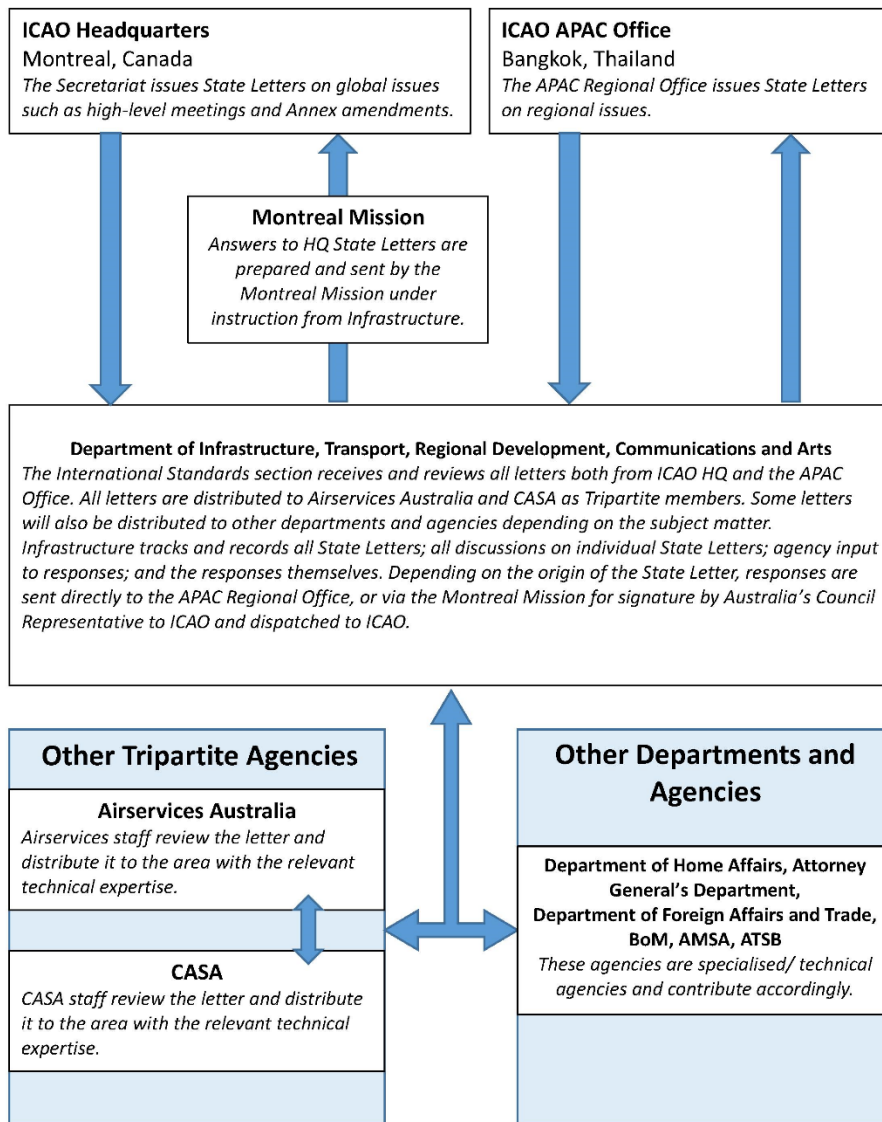 ICAO Headquarters
Montreal, Canada
The Secretariat issues State Letters on global issues
such as high-level meetings and Annex amendments.
ICAO APAC Office
Bangkok, Thailand
The APAC Regional Office issues State Letters
on regional issues.
Montreal Mission
Answers to HQ State Letters are
prepared and sent by the
Montreal Mission under
instruction from Infrastructure.
Department of Infrastructure, Transport, Regional Development, Communications and Arts
The International Standards section receives and reviews all letters both from ICAO HQ and the APAC
Office. All letters are distributed to Airservices Australia and CASA as Tripartite members. Some letters
will also be distributed to other departments and agencies depending on the subject matter.
Infrastructure tracks and records all State Letters; all discussions on individual State Letters; agency input
to responses; and the responses themselves. Depending on the origin of the State Letter, responses are
sent directly to the APAC Regional Office, or via the Montreal Mission for signature by Australia's Council
Representative to ICAO and dispatched to ICAO.
Other Tripartite Agencies
Airservices Australia
Airservices staff review the letter and
distribute it to the area with the relevant
technical expertise.
CASA
CASA staff review the letter and distribute
it to the area with the relevant technical
expertise.
Other Departments and
Agencies
Department of Home Affairs, Attorney
General's Department,
Department of Foreign Affairs and Trade,
BoM, AMSA, ATSB
These agencies are specialised/ technical
agencies and contribute accordingly.